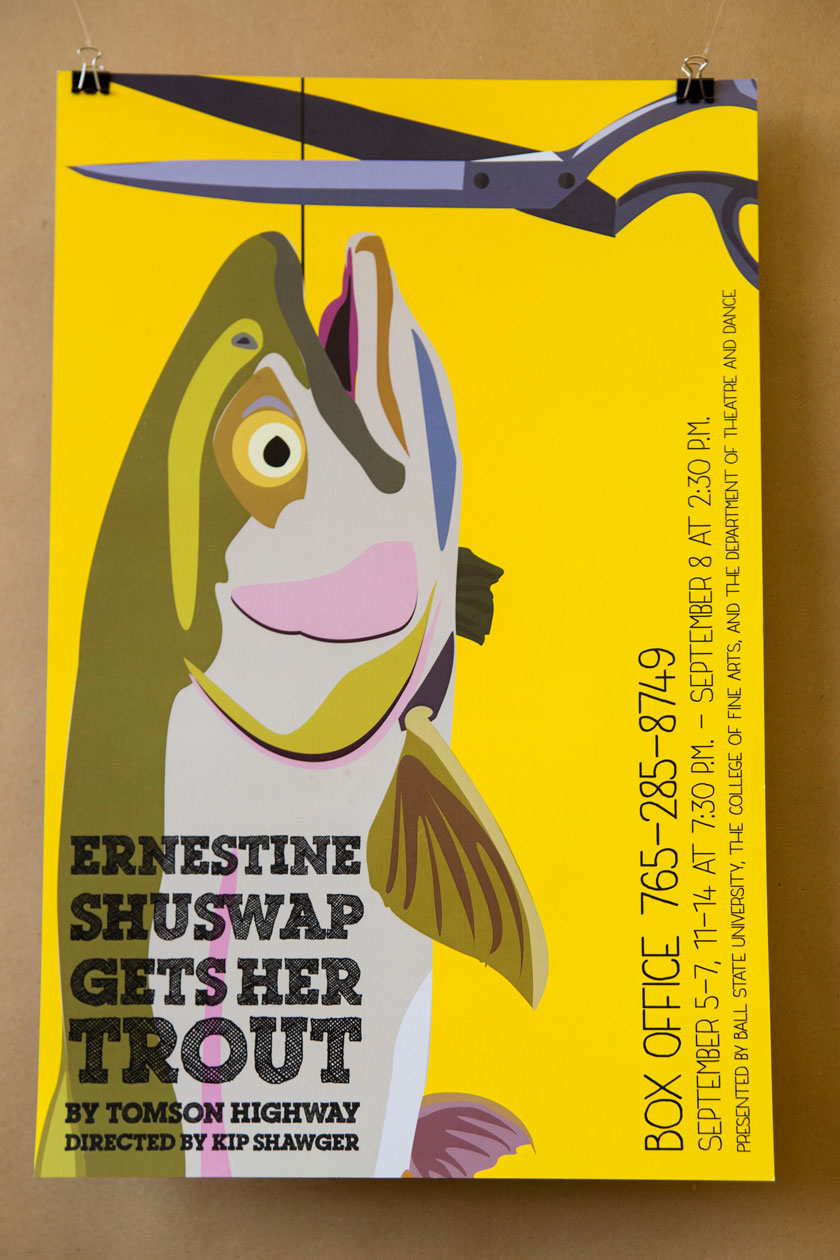 ERNESTINE
SHUSWAP
GETS HER
TROUT
BY TOMSON HIGHWAY
DIRECTED BY KIP SHAWGER
BOX OFFICE 765-285-8749
SEPTEMBER 5-7, 11-14 AT 7:30 P.M. - SEPTEMBER 8 AT 2:30 P.M.
PRESENTED BY BALL STATE UNIVERSITY, THE COLLEGE OF FINE ARTS, AND THE DEPARTMENT OF THEATRE AND DANCE